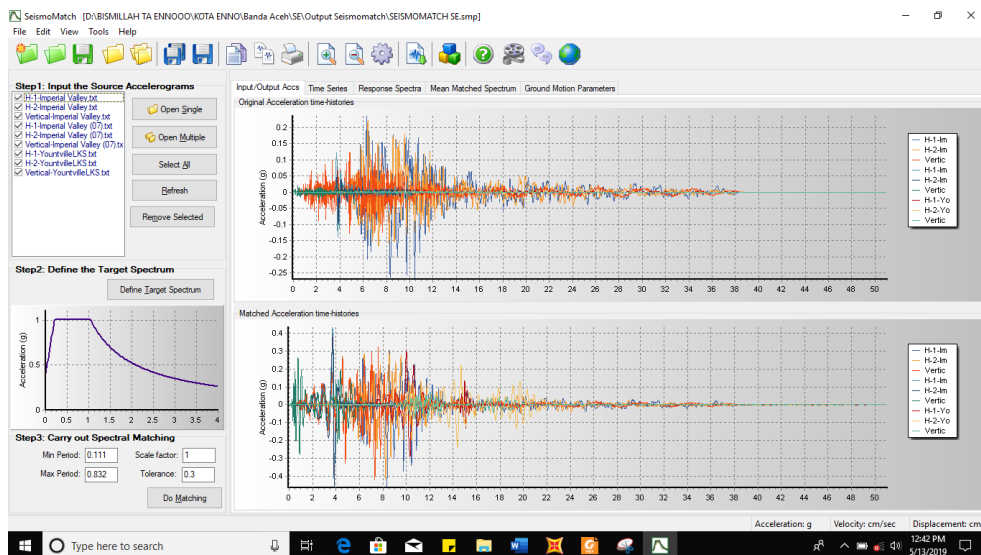 SeismoMatch [D:\BISMILLAH TA ENNOOO\KOTA ENNO\Banda Aceh\SE\Output Seismomatch\SEISMOMATCH SE.smp]
File Edit View Tools Help
Step1: Input the Source Accelerograms
H-1-Imperial Valley.txt
H-2-Imperial Valley.txt
Vertical-Imperial Valley.txt
H-1-Imperial Valley (07).txt
H-2-Imperial Valley (07).txt
Vertical-Imperial Valley (07).tx
H-1-YountvilleLKS.txt
H-2-YountvilleLKS.txt
Vertical-YountvilleLKS.txt
Open Single
Open Multiple
Select All
Refresh
Remove Selected
Step2: Define the Target Spectrum
Define Target Spectrum
Acceleration (g)
1
0.5
0
0 0.5 1 1.5 2 2.5 3 3.5 4
Step3: Carry out Spectral Matching
Min Period: 0.111 Scale factor: 1
Max Period: 0.832 Tolerance: 0.3
Do Matching
Input/Output Accs Time Series Response Spectra Mean Matched Spectrum Ground Motion Parameters
Original Acceleration time-histories
Acceleration (g)
0.2
0.15
0.1
0.05
0
-0.05
-0.1
-0.15
-0.2
-0.25
0 2 4 6 8 10 12 14 16 18 20 22 24 26 28 30 32 34 36 38 40 42 44 46 48 50
H-1-Im
H-2-Im
Vertic
H-1-Im
H-2-Im
Vertic
H-1-Yo
H-2-Yo
Vertic
Matched Acceleration time-histories
Acceleration (g)
0.4
0.3
0.2
0.1
0
-0.1
-0.2
-0.3
-0.4
0 2 4 6 8 10 12 14 16 18 20 22 24 26 28 30 32 34 36 38 40 42 44 46 48 50
H-1-Im
H-2-Im
Vertic
H-1-Im
H-2-Im
Vertic
H-1-Yo
H-2-Yo
Vertic
Acceleration: g Velocity: cm/sec Displacement: cm
Type here to search
12:42 PM
5/13/2019